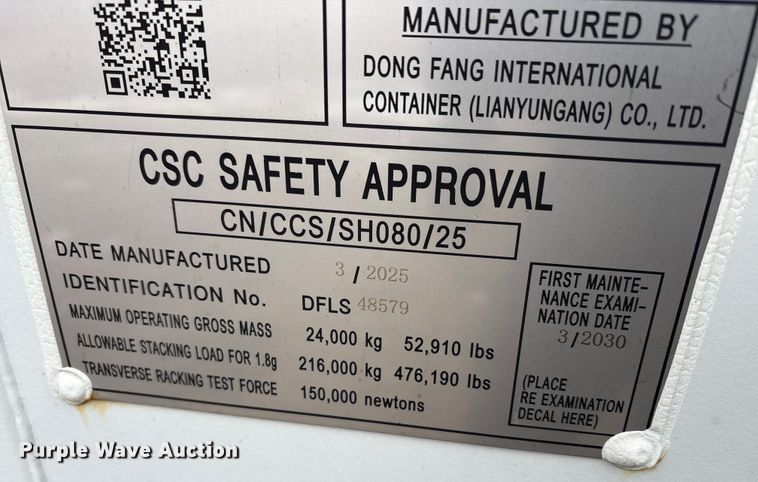 MANUFACTURED BY
DONG FANG INTERNATIONAL
CONTAINER (LIANYUNGANG) CO., LTD.
CSC SAFETY APPROVAL
CN/CCS/SH080/25
DATE MANUFACTURED 3 / 2025
IDENTIFICATION No. DFLS 48579
MAXIMUM OPERATING GROSS MASS 24,000 kg 52,910 lbs
ALLOWABLE STACKING LOAD FOR 1.8g 216,000 kg 476,190 lbs
TRANSVERSE RACKING TEST FORCE 150,000 newtons
FIRST MAINTE-
NANCE EXAMI-
NATION DATE
3/2030
(PLACE
RE EXAMINATION
DECAL HERE)
Purple Wave Auction